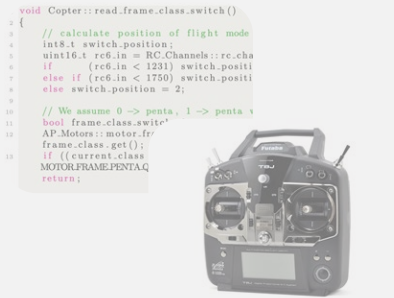 void Copter::read_frame_class_switch()
{
// calculate position of flight mode
int8_t switch_position;
uint16_t rc6_in = RC_Channels::rc_cha
if (rc6_in < 1231) switch_positi
else if (rc6_in < 1750) switch_positi
else switch_position = 2;
// We assume 0 -> penta, 1 -> penta
bool frame_class_switc
AP_Motors::motor_fr
frame_class.get();
if ((current_class
MOTOR_FRAME_PENTA_Q
return;
Futaba
T8J